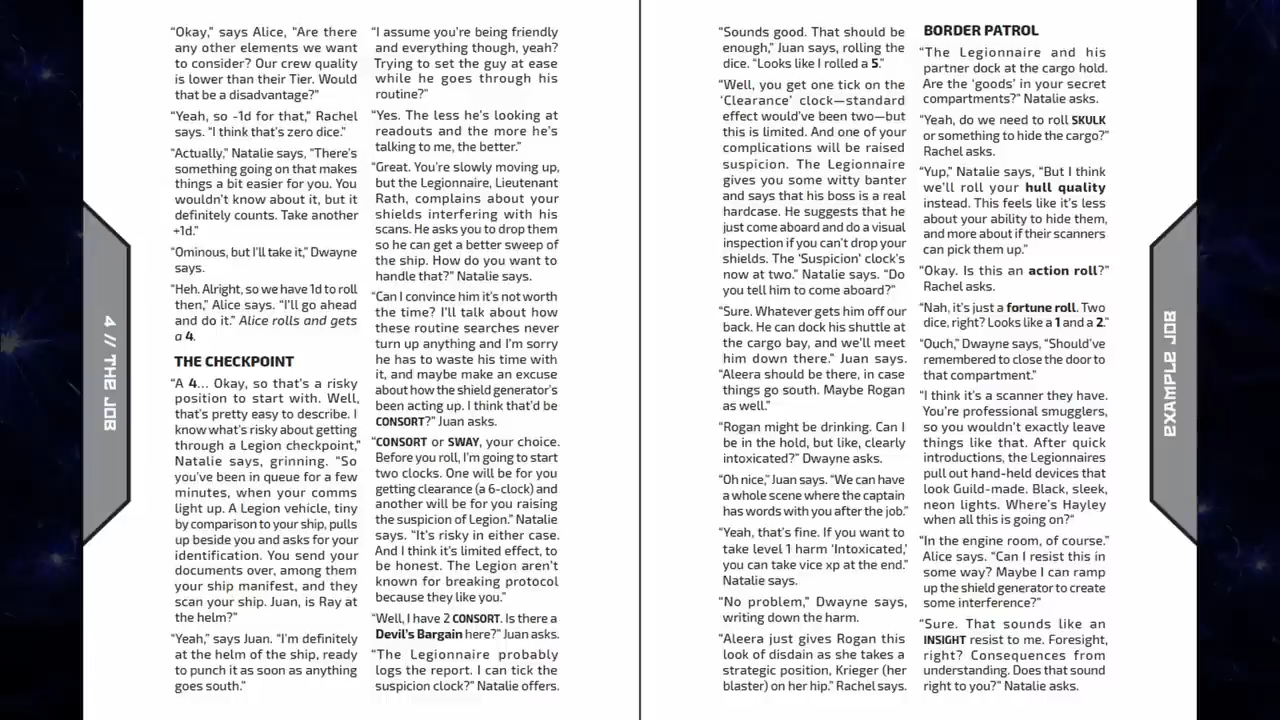 “Okay,” says Alice, “Are there
any other elements we want
to consider? Our crew quality
is lower than their Tier. Would
that be a disadvantage?”
“Yeah, so -1d for that,” Rachel
says. “I think that’s zero dice.”
“Actually,” Natalie says, “There’s
something going on that makes
things a bit easier for you. You
wouldn’t know about it, but it
definitely counts. Take another
+1d.”
“Ominous, but I’ll take it,” Dwayne
says.
“Heh. Alright, so we have 1d to roll
then,” Alice says. “I’ll go ahead
and do it.” Alice rolls and gets
a 4.
THE CHECKPOINT
“A 4... Okay, so that’s a risky
position to start with. Well,
that’s pretty easy to describe. I
know what’s risky about getting
through a Legion checkpoint,”
Natalie says, grinning. “So
you’ve been in queue for a few
minutes, when your comms
light up. A Legion vehicle, tiny
by comparison to your ship, pulls
up beside you and asks for your
identification. You send your
documents over, among them
your ship manifest, and they
scan your ship. Juan, is Ray at
the helm?”
“Yeah,” says Juan. “I’m definitely
at the helm of the ship, ready
to punch it as soon as anything
goes south.”
“I assume you’re being friendly
and everything though, yeah?
Trying to set the guy at ease
while he goes through his
routine?”
“Yes. The less he’s looking at
readouts and the more he’s
talking to me, the better.”
“Great. You’re slowly moving up,
but the Legionnaire, Lieutenant
Rath, complains about your
shields interfering with his
scans. He asks you to drop them
so he can get a better sweep of
the ship. How do you want to
handle that?” Natalie says.
“Can I convince him it’s not worth
the time? I’ll talk about how
these routine searches never
turn up anything and I’m sorry
he has to waste his time with
it, and maybe make an excuse
about how the shield generator’s
been acting up. I think that’d be
CONSORT?” Juan asks.
“CONSORT or SWAY, your choice.
Before you roll, I’m going to start
two clocks. One will be for you
getting clearance (a 6-clock) and
another will be for you raising
the suspicion of Legion.” Natalie
says. “It’s risky in either case.
And I think it’s limited effect, to
be honest. The Legion aren’t
known for breaking protocol
because they like you.”
“Well, I have 2 CONSORT. Is there a
Devil’s Bargain here?” Juan asks.
“The Legionnaire probably
logs the report. I can tick the
suspicion clock?” Natalie offers.
4 // THE JOB
“Sounds good. That should be
enough,” Juan says, rolling the
dice. “Looks like I rolled a 5.”
“Well, you get one tick on the
‘Clearance’ clock—standard
effect would’ve been two—but
this is limited. And one of your
complications will be raised
suspicion. The Legionnaire
gives you some witty banter
and says that his boss is a real
hardcase. He suggests that he
just come aboard and do a visual
inspection if you can’t drop your
shields. The ‘Suspicion’ clock’s
now at two.” Natalie says. “Do
you tell him to come aboard?”
“Sure. Whatever gets him off our
back. He can dock his shuttle at
the cargo bay, and we’ll meet
him down there.” Juan says.
“Aleera should be there, in case
things go south. Maybe Rogan
as well.”
“Rogan might be drinking. Can I
be in the hold, but like, clearly
intoxicated?” Dwayne asks.
“Oh nice,” Juan says. “We can have
a whole scene where the captain
has words with you after the job.”
“Yeah, that’s fine. If you want to
take level 1 harm ‘Intoxicated,’
you can take vice xp at the end.”
Natalie says.
“No problem,” Dwayne says,
writing down the harm.
“Aleera just gives Rogan this
look of disdain as she takes a
strategic position, Krieger (her
blaster) on her hip.” Rachel says.
BORDER PATROL
“The Legionnaire and his
partner dock at the cargo hold.
Are the ‘goods’ in your secret
compartments?” Natalie asks.
“Yeah, do we need to roll SKULK
or something to hide the cargo?”
Rachel asks.
“Yup,” Natalie says, “But I think
we’ll roll your hull quality
instead. This feels like it’s less
about your ability to hide them,
and more about if their scanners
can pick them up.”
“Okay. Is this an action roll?”
Rachel asks.
“Nah, it’s just a fortune roll. Two
dice, right? Looks like a 1 and a 2.”
“Ouch,” Dwayne says, “Should’ve
remembered to close the door to
that compartment.”
“I think it’s a scanner they have.
You’re professional smugglers,
so you wouldn’t exactly leave
things like that. After quick
introductions, the Legionnaires
pull out hand-held devices that
look Guild-made. Black, sleek,
neon lights. Where’s Hayley
when all this is going on?“
“In the engine room, of course.”
Alice says. “Can I resist this in
some way? Maybe I can ramp
up the shield generator to create
some interference?”
“Sure. That sounds like an
INSIGHT resist to me. Foresight,
right? Consequences from
understanding. Does that sound
right to you?” Natalie asks.
EXAMPLE JOB